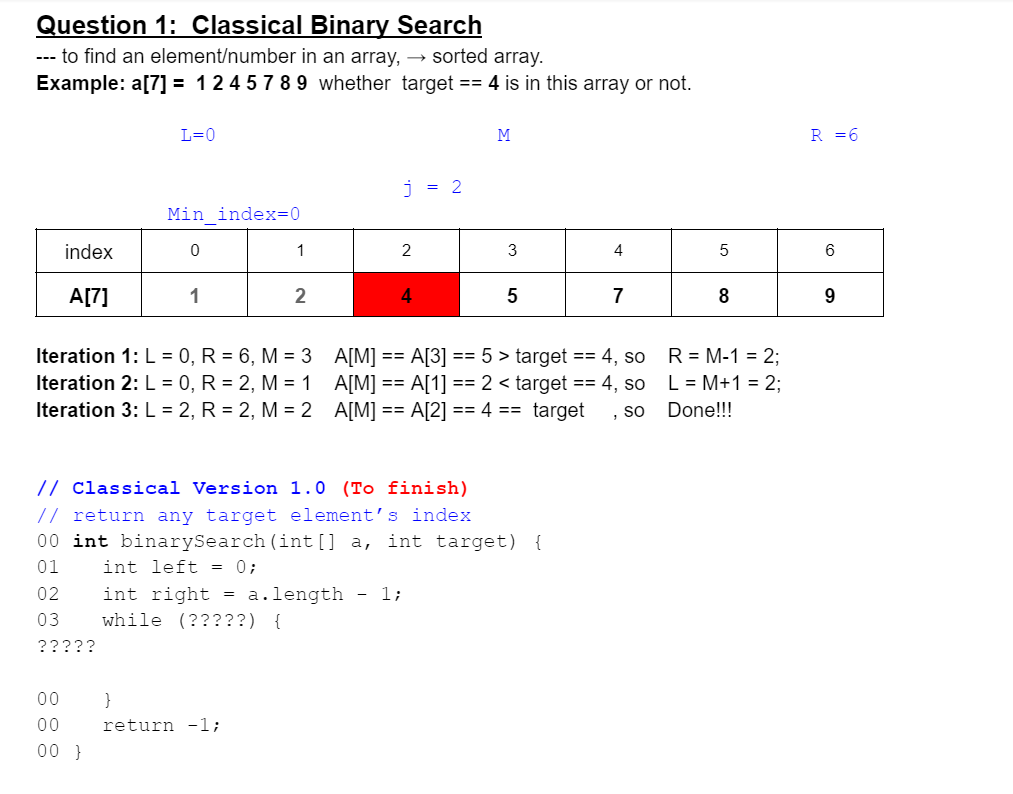 Question 1:  Classical Binary Search
--- to find an element/number in an array, → sorted array.
Example: a[7] =  1 2 4 5 7 8 9  whether  target == 4 is in this array or not.
L=0 M R =6
j = 2
Min_index=0
index 0 1 2 3 4 5 6
A[7] 1 2 4 5 7 8 9
Iteration 1: L = 0, R = 6, M = 3   A[M] == A[3] == 5 > target == 4, so   R = M-1 = 2;
Iteration 2: L = 0, R = 2, M = 1   A[M] == A[1] == 2 < target == 4, so   L = M+1 = 2;
Iteration 3: L = 2, R = 2, M = 2   A[M] == A[2] == 4 ==  target    , so   Done!!!
// Classical Version 1.0 (To finish)
// return any target element’s index
00 int binarySearch(int[] a, int target) {
01    int left = 0;
02    int right = a.length - 1;
03    while (?????) {
?????
00    }
00    return -1;
00 }